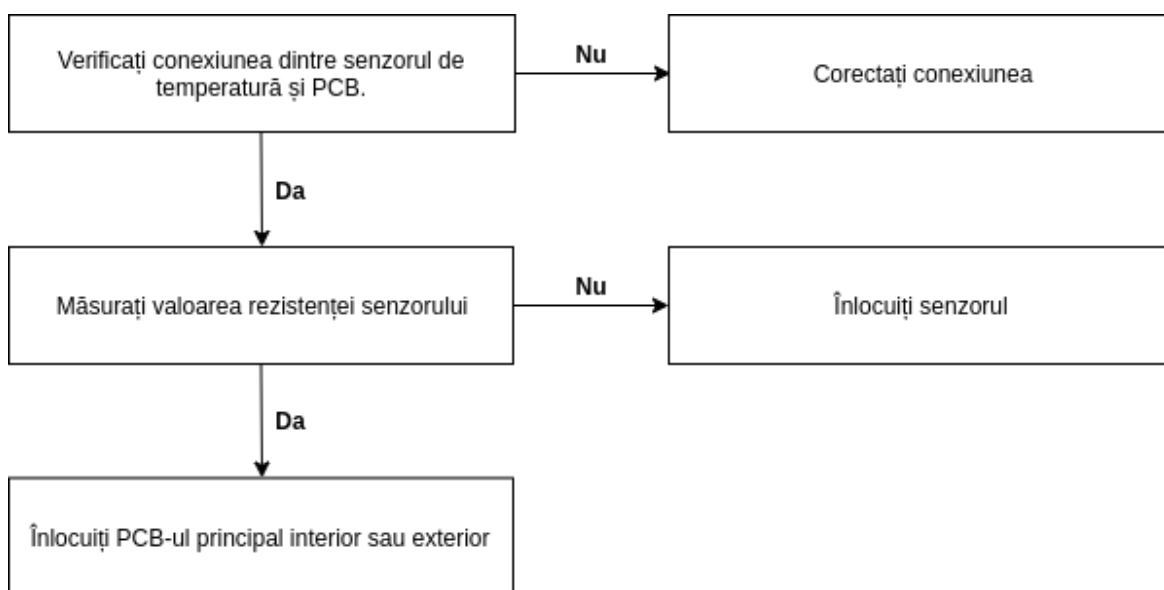 Verificați conexiunea dintre senzorul de
temperatură și PCB.
Nu
Corectați conexiunea
Da
Măsurați valoarea rezistenței senzorului
Nu
Înlocuiți senzorul
Da
Înlocuiți PCB-ul principal interior sau exterior